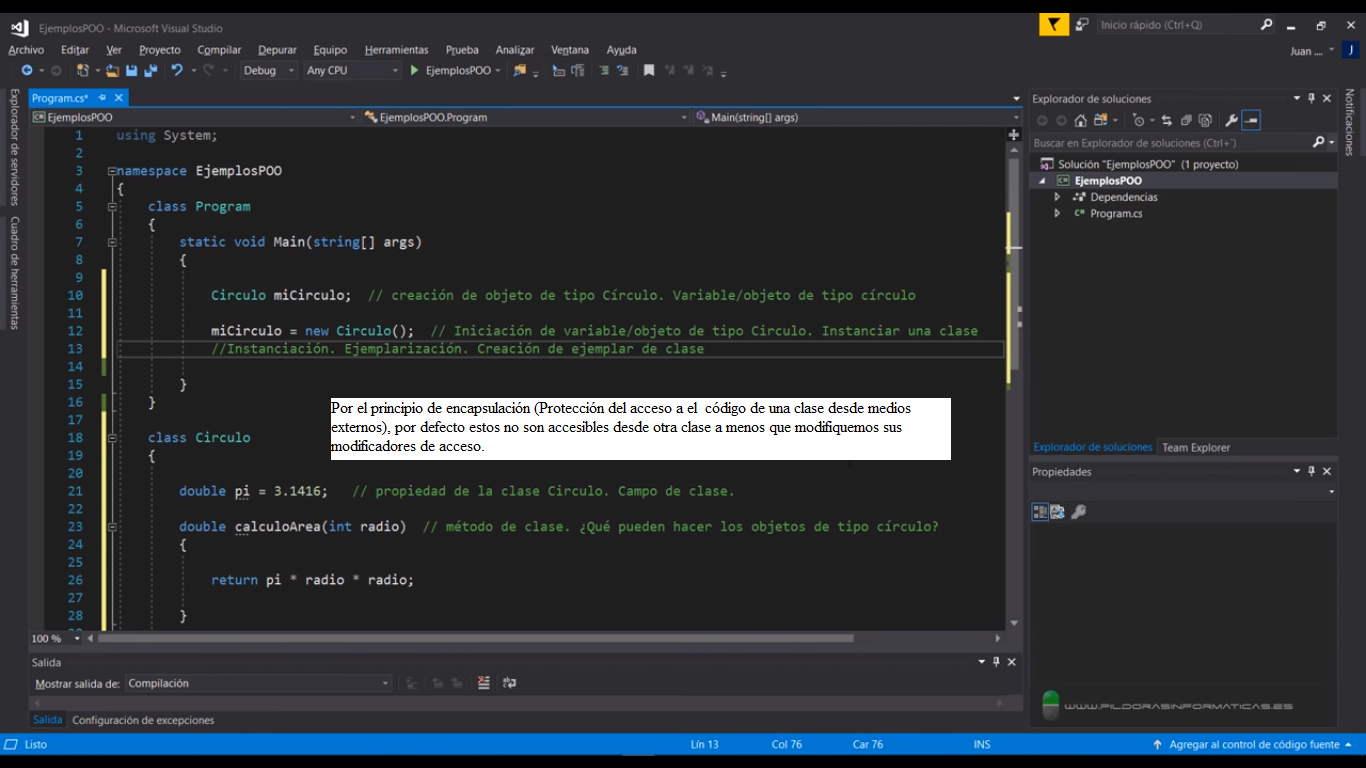 EjemplosPOO - Microsoft Visual Studio
Inicio rápido (Ctrl+Q)
Archivo Editar Ver Proyecto Compilar Depurar Equipo Herramientas Prueba Analizar Ventana Ayuda
Juan .... J
Debug Any CPU EjemplosPOO
Explorador de servidores
Cuadro de herramientas
Program.cs*
EjemplosPOO EjemplosPOO.Program Main(string[] args)
1 using System;
2
3 namespace EjemplosPOO
4 {
5 class Program
6 {
7 static void Main(string[] args)
8 {
9
10 Circulo miCirculo; // creación de objeto de tipo Círculo. Variable/objeto de tipo círculo
11
12 miCirculo = new Circulo(); // Iniciación de variable/objeto de tipo Circulo. Instanciar una clase
13 //Instanciación. Ejemplarización. Creación de ejemplar de clase
14
15 }
16 }
17
18 class Circulo
19 {
20
21 double pi = 3.1416; // propiedad de la clase Circulo. Campo de clase.
22
23 double calculoArea(int radio) // método de clase. ¿Qué pueden hacer los objetos de tipo círculo?
24 {
25
26 return pi * radio * radio;
27
28 }
Por el principio de encapsulación (Protección del acceso a el código de una clase desde medios
externos), por defecto estos no son accesibles desde otra clase a menos que modifiquemos sus
modificadores de acceso.
100 %
Salida
Mostrar salida de: Compilación
Salida Configuración de excepciones
Explorador de soluciones
Buscar en Explorador de soluciones (Ctrl+¨)
Solución "EjemplosPOO" (1 proyecto)
EjemplosPOO
Dependencias
Program.cs
Explorador de soluciones Team Explorer
Propiedades
Notificaciones
WWW.PILDORASINFORMATICAS.ES
Listo Lín 13 Col 76 Car 76 INS Agregar al control de código fuente